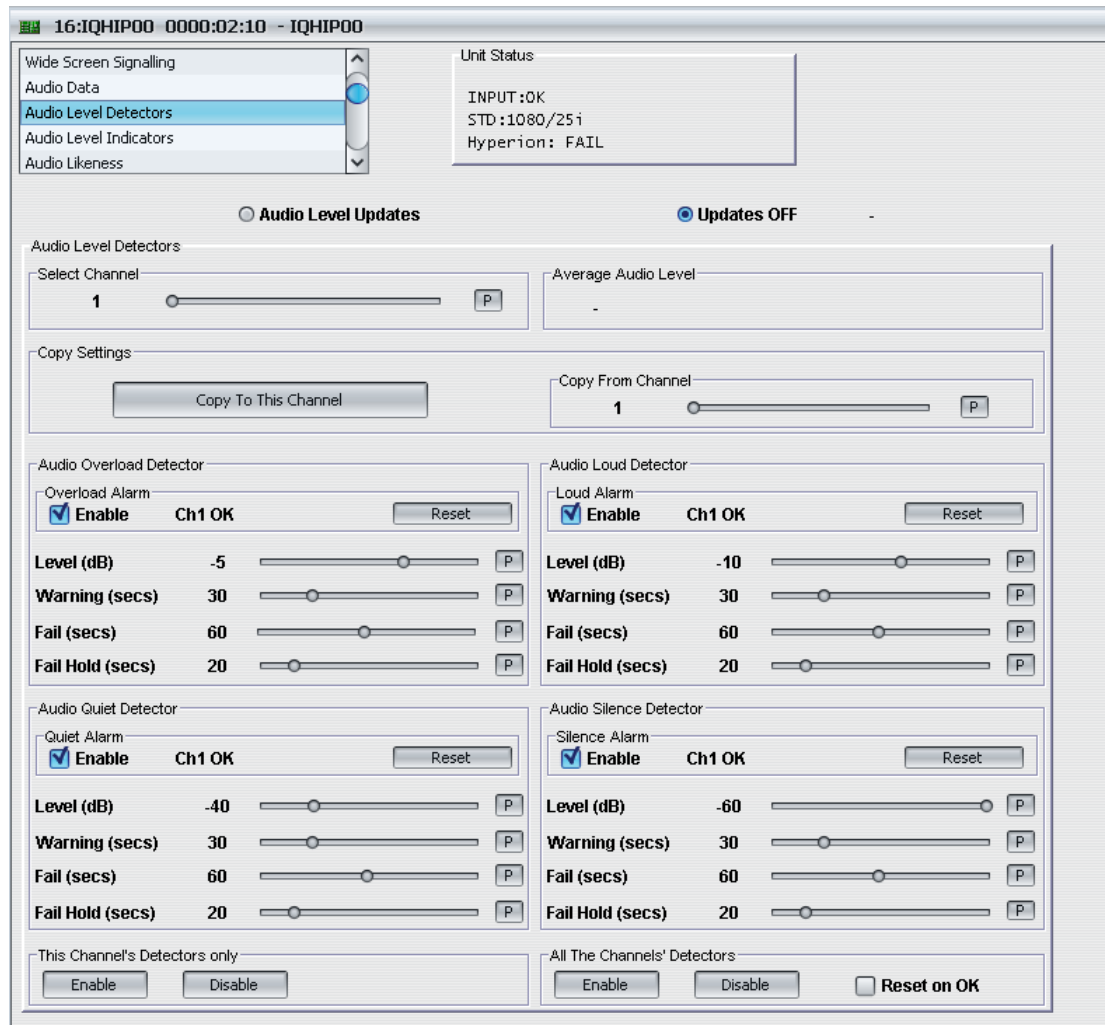 16:IQHIP00 0000:02:10 - IQHIP00
Wide Screen Signalling
Audio Data
Audio Level Detectors
Audio Level Indicators
Audio Likeness
Unit Status
INPUT:OK
STD:1080/25i
Hyperion: FAIL
Audio Level Updates
Updates OFF -
Audio Level Detectors
Select Channel
1 P
Average Audio Level
-
Copy Settings
Copy To This Channel
Copy From Channel
1 P
Audio Overload Detector
Overload Alarm
Enable Ch1 OK Reset
Level (dB) -5 P
Warning (secs) 30 P
Fail (secs) 60 P
Fail Hold (secs) 20 P
Audio Loud Detector
Loud Alarm
Enable Ch1 OK Reset
Level (dB) -10 P
Warning (secs) 30 P
Fail (secs) 60 P
Fail Hold (secs) 20 P
Audio Quiet Detector
Quiet Alarm
Enable Ch1 OK Reset
Level (dB) -40 P
Warning (secs) 30 P
Fail (secs) 60 P
Fail Hold (secs) 20 P
Audio Silence Detector
Silence Alarm
Enable Ch1 OK Reset
Level (dB) -60 P
Warning (secs) 30 P
Fail (secs) 60 P
Fail Hold (secs) 20 P
This Channel's Detectors only
Enable Disable
All The Channels' Detectors
Enable Disable Reset on OK